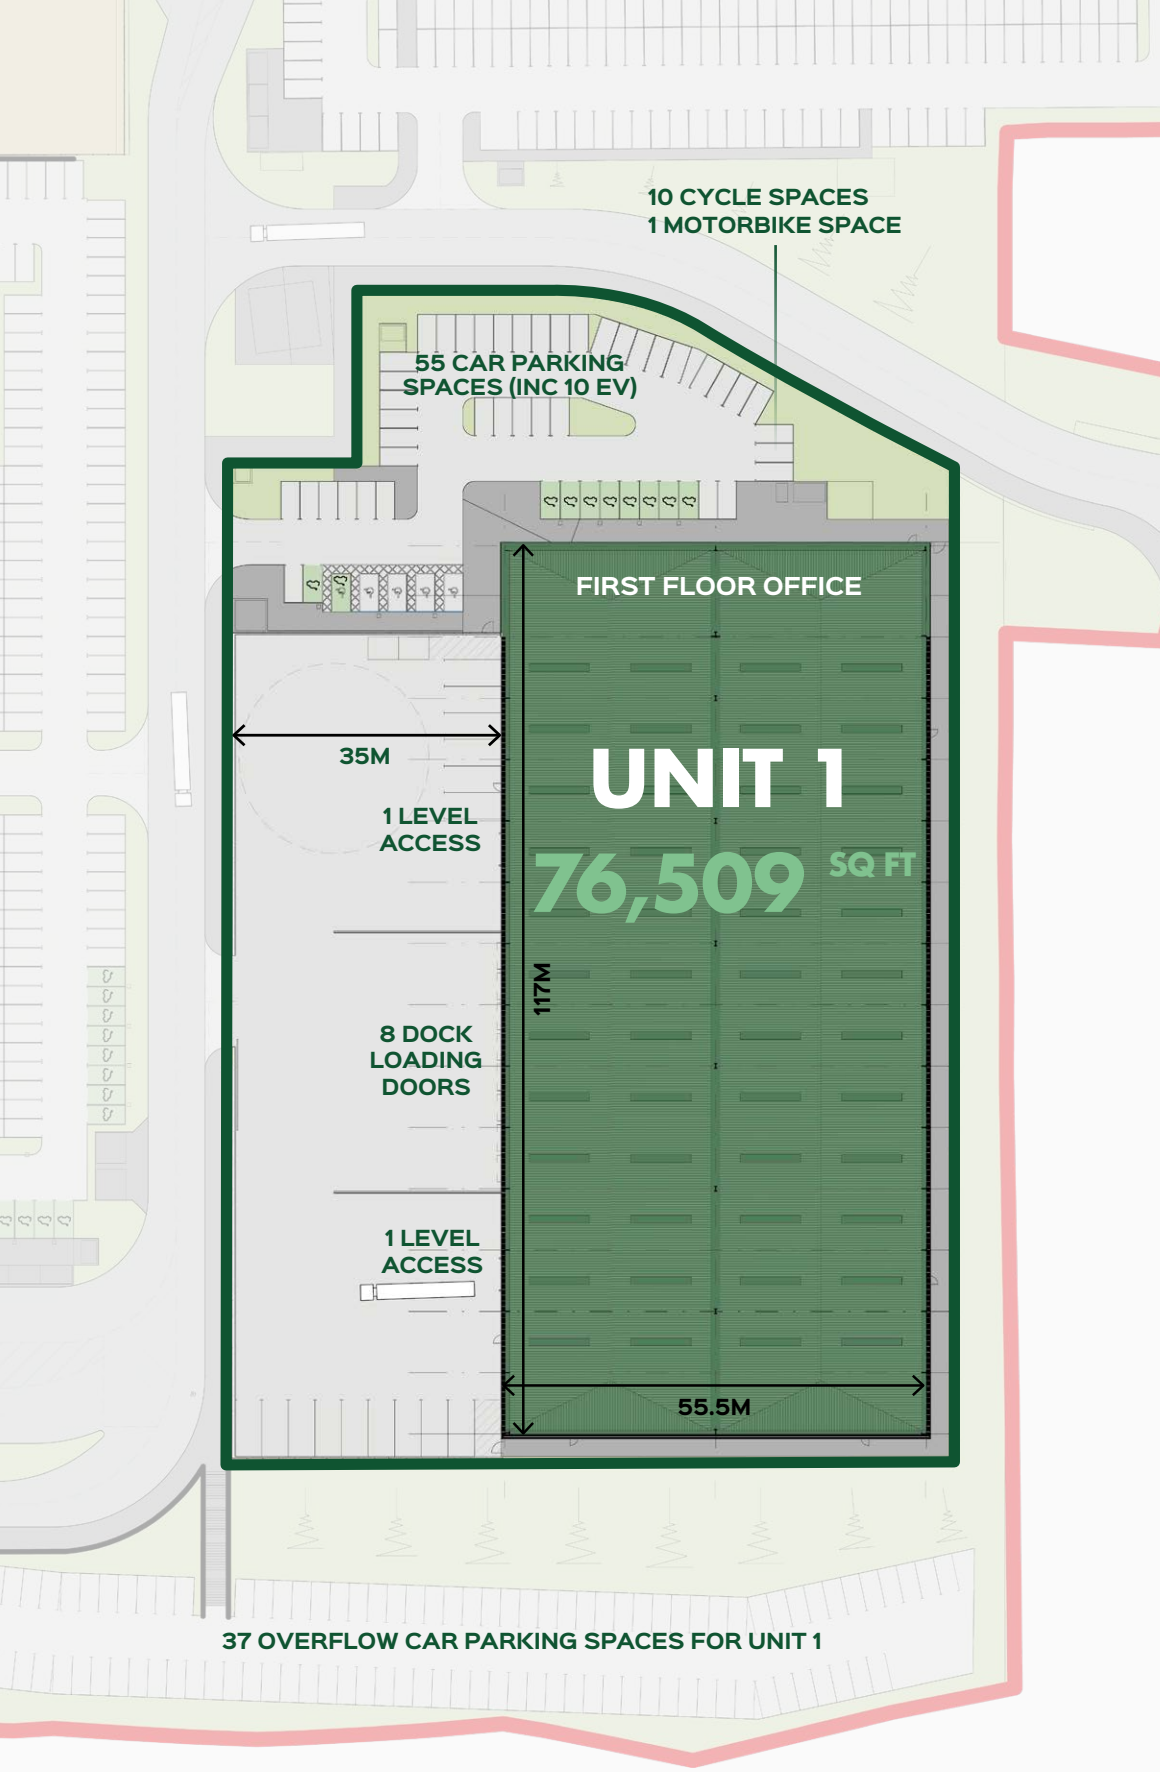 10 CYCLE SPACES
1 MOTORBIKE SPACE
55 CAR PARKING
SPACES (INC 10 EV)
FIRST FLOOR OFFICE
35M
UNIT 1
1 LEVEL
ACCESS
76,509 SQ FT
117M
8 DOCK
LOADING
DOORS
1 LEVEL
ACCESS
55.5M
37 OVERFLOW CAR PARKING SPACES FOR UNIT 1